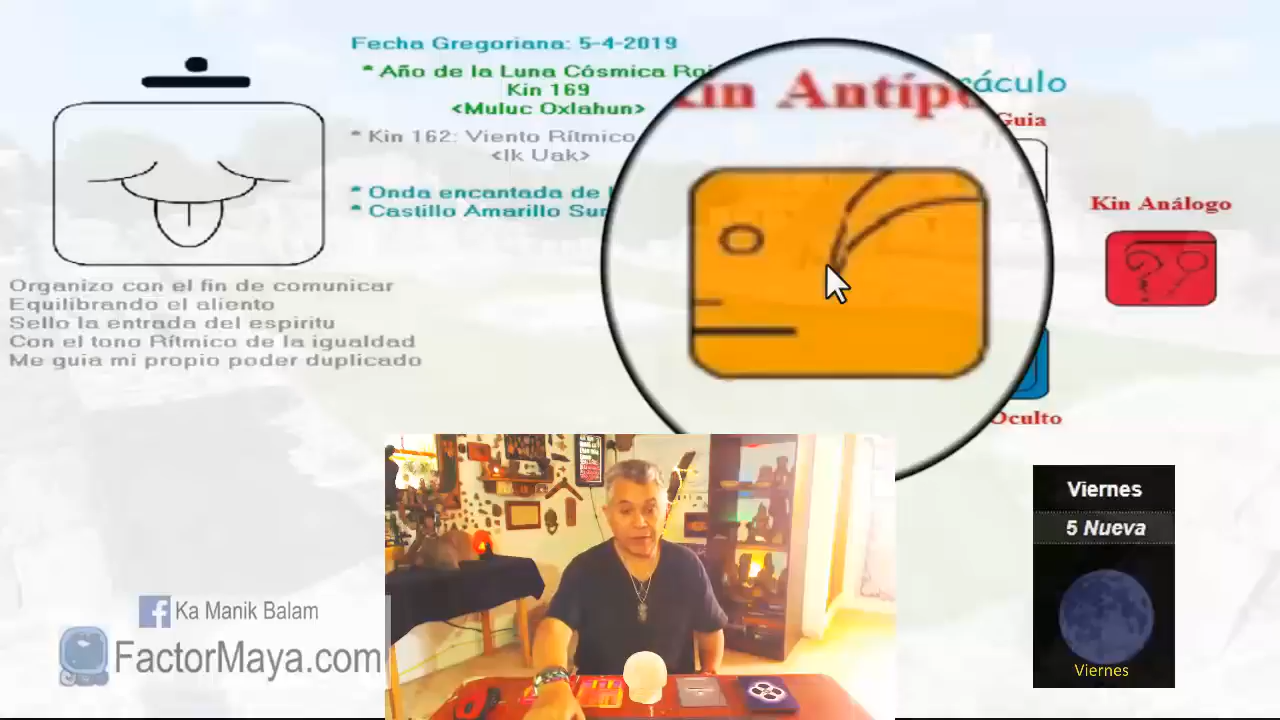 Fecha Gregoriana: 5-4-2019
* Año de la Luna Cósmica Roj
Kin 169
<Muluc Oxlahun>
* Kin 162: Viento Rítmico
<Ik Uak>
* Onda encantada de
* Castillo Amarillo Sur
Kin Antíp
ráculo
Guia
Kin Análogo
Oculto
Organizo con el fin de comunicar
Equilibrando el aliento
Sello la entrada del espiritu
Con el tono Rítmico de la igualdad
Me guia mi propio poder duplicado
Viernes
5 Nueva
Viernes
Ka Manik Balam
FactorMaya.com